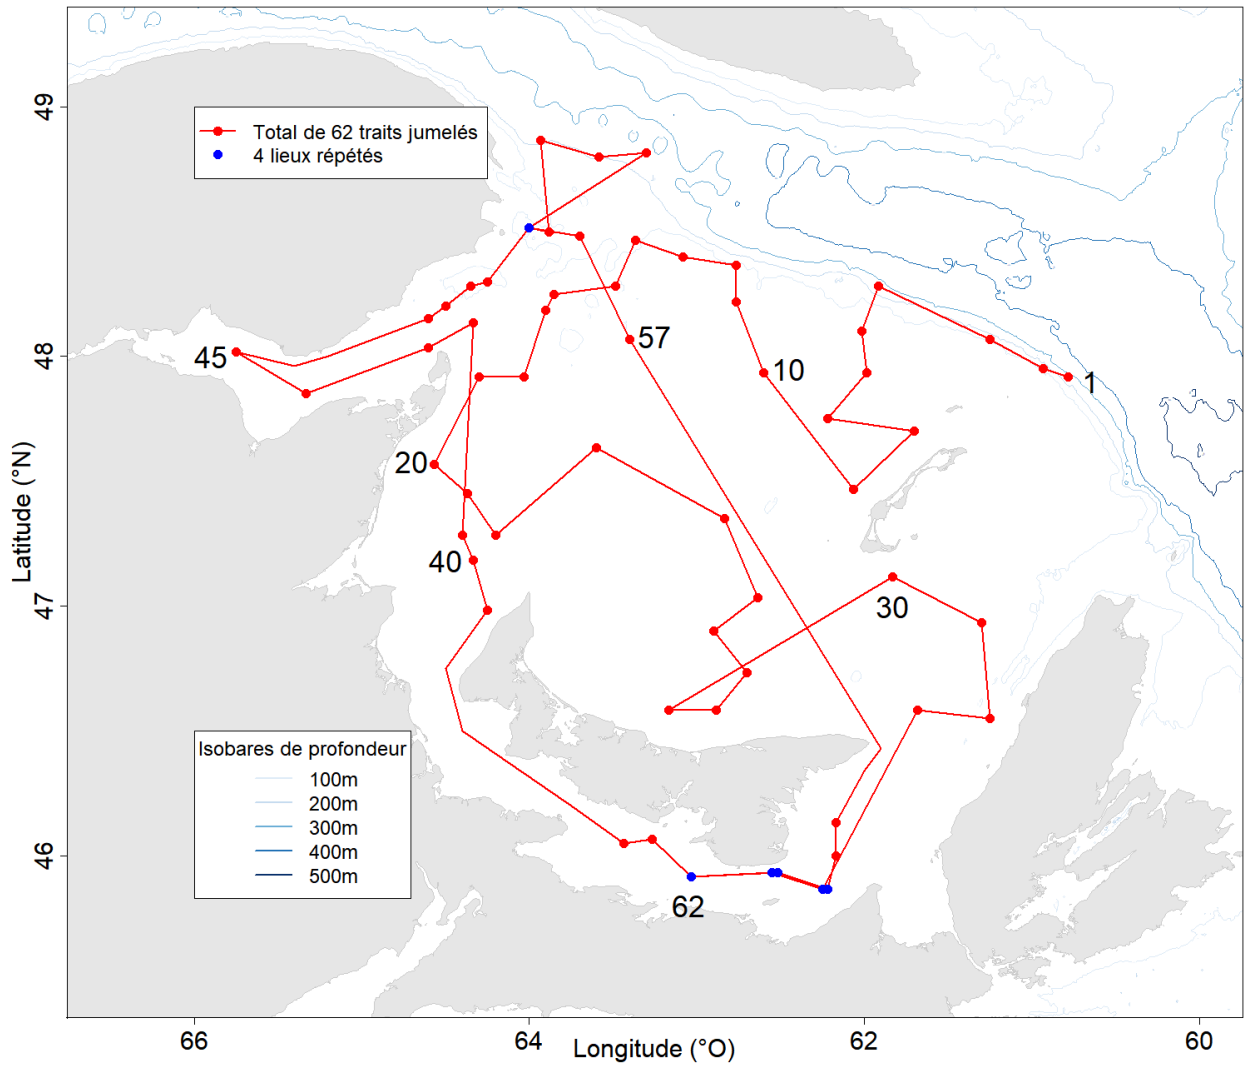 49
48
47
46
Latitude (°N)
Total de 62 traits jumelés
4 lieux répétés
57
45
10
1
20
40
30
62
Isobares de profondeur
100m
200m
300m
400m
500m
66
64
62
60
Longitude (°O)